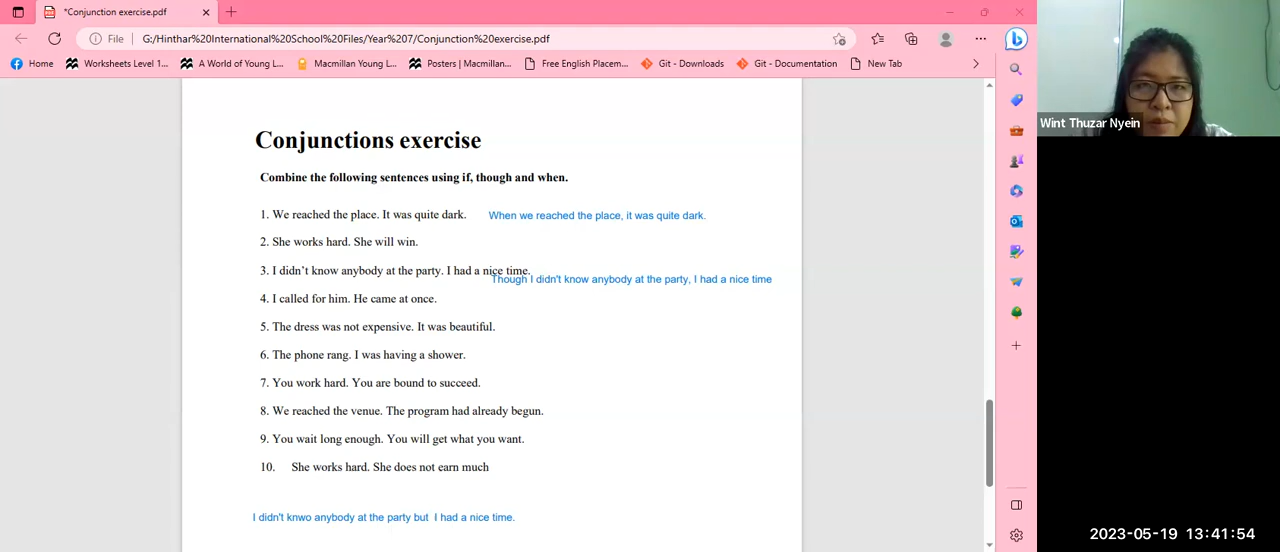 *Conjunction exercise.pdf
File G:/Hinthar%20International%20School%20Files/Year%207/Conjunction%20exercise.pdf
Home Worksheets Level 1... A World of Young L... Macmillan Young L... Posters | Macmillan... Free English Placem... Git - Downloads Git - Documentation New Tab
Wint Thuzar Nyein
Conjunctions exercise
Combine the following sentences using if, though and when.
1. We reached the place. It was quite dark. When we reached the place, it was quite dark.
2. She works hard. She will win.
3. I didn't know anybody at the party. I had a nice time.
Though I didn't know anybody at the party, I had a nice time
4. I called for him. He came at once.
5. The dress was not expensive. It was beautiful.
6. The phone rang. I was having a shower.
7. You work hard. You are bound to succeed.
8. We reached the venue. The program had already begun.
9. You wait long enough. You will get what you want.
10. She works hard. She does not earn much
I didn't knwo anybody at the party but I had a nice time.
2023-05-19 13:41:54